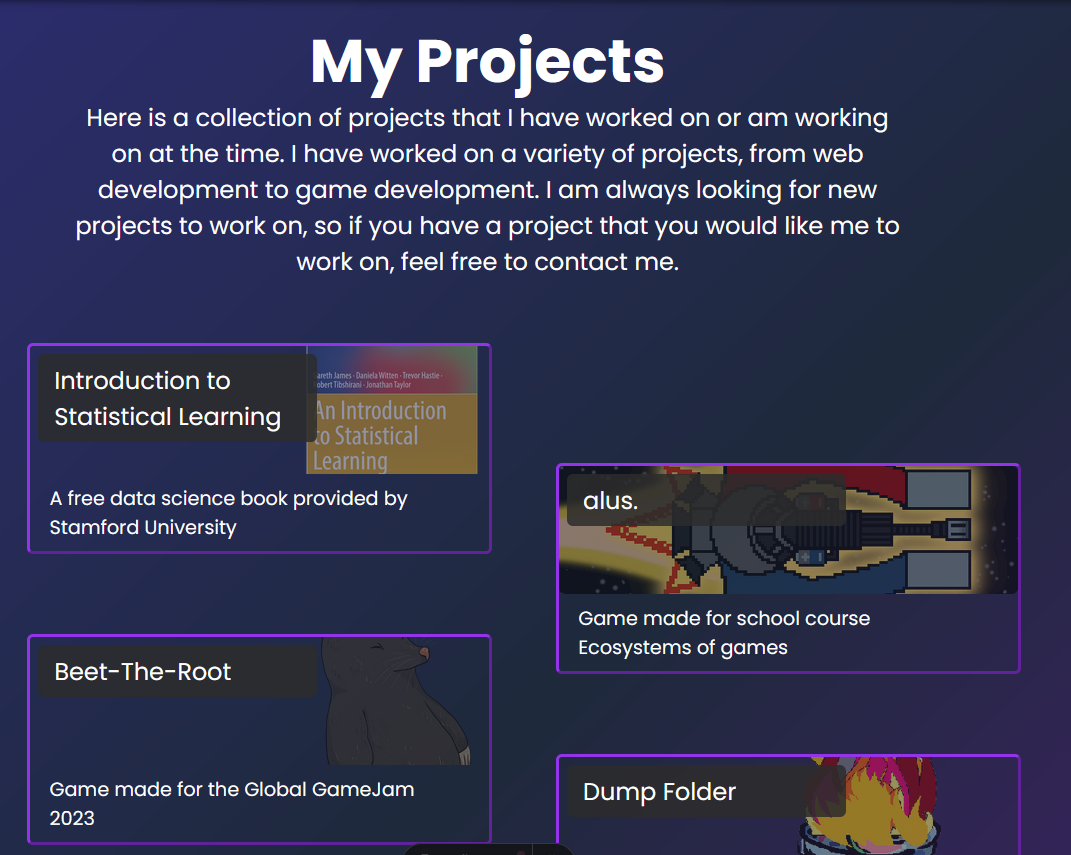 My Projects
Here is a collection of projects that I have worked on or am working
on at the time. I have worked on a variety of projects, from web
development to game development. I am always looking for new
projects to work on, so if you have a project that you would like me to
work on, feel free to contact me.
Introduction to
Statistical Learning
Gareth James · Daniela Witten · Trevor Hastie ·
Robert Tibshirani · Jonathan Taylor
An Introduction
to Statistical
Learning
A free data science book provided by
Stamford University
alus.
Game made for school course
Ecosystems of games
Beet-The-Root
Game made for the Global GameJam
2023
Dump Folder